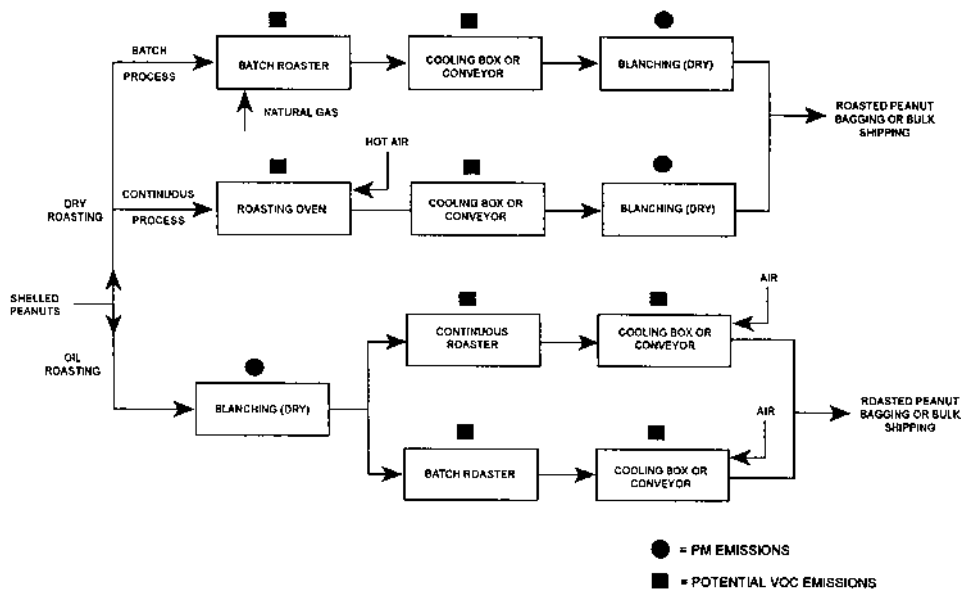 BATCH
PROCESS
BATCH ROASTER
COOLING BOX OR
CONVEYOR
BLANCHING (DRY)
NATURAL GAS
ROASTED PEANUT
BAGGING OR BULK
SHIPPING
HOT AIR
DRY
ROASTING
CONTINUOUS
PROCESS
ROASTING OVEN
COOLING BOX OR
CONVEYOR
BLANCHING (DRY)
SHELLED
PEANUTS
AIR
CONTINUOUS
ROASTER
COOLING BOX OR
CONVEYOR
OIL
ROASTING
BLANCHING (DRY)
ROASTED PEANUT
BAGGING OR BULK
SHIPPING
AIR
BATCH ROASTER
COOLING BOX OR
CONVEYOR
= PM EMISSIONS
= POTENTIAL VOC EMISSIONS